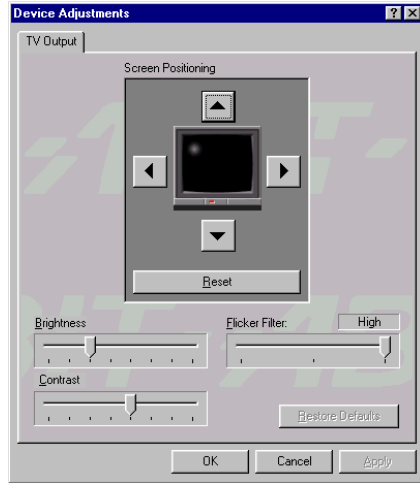 Device Adjustments
TV Output
Screen Positioning
Reset
Brightness
Flicker Filter: High
Contrast
Restore Defaults
OK Cancel Apply